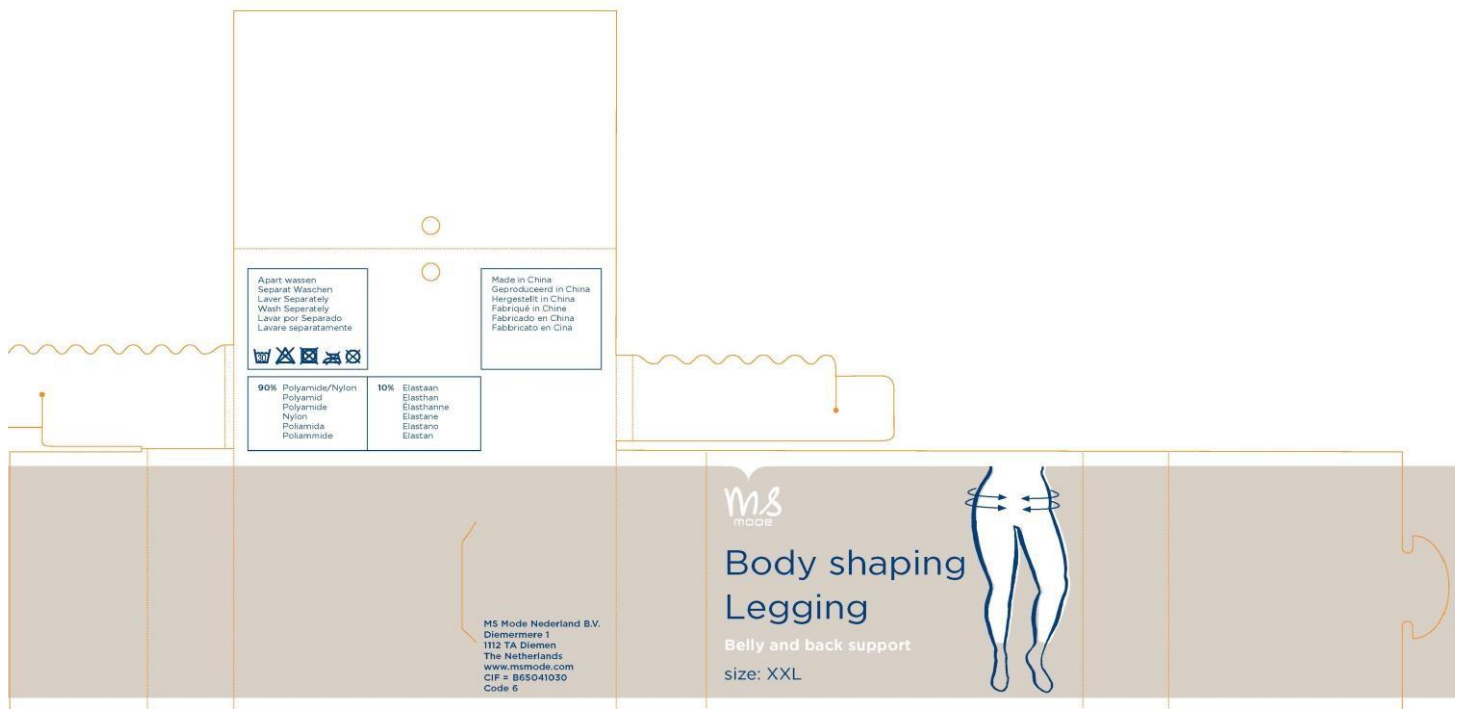 Apart wassen
Separat Waschen
Laver Separately
Wash Seperately
Lavar por Separado
Lavare separatamente
30
Made in China
Geproduceerd in China
Hergestellt in China
Fabriqué in Chine
Fabricado en China
Fabbricato en Cina
90% Polyamide/Nylon
Polyamid
Polyamide
Nylon
Poliamida
Poliammide
10% Elastaan
Elasthan
Élasthanne
Elastane
Elastano
Elastan
MS Mode Nederland B.V.
Diemermere 1
1112 TA Diemen
The Netherlands
www.msmode.com
CIF = B65041030
Code 6
ms
mode
Body shaping
Legging
Belly and back support
size: XXL